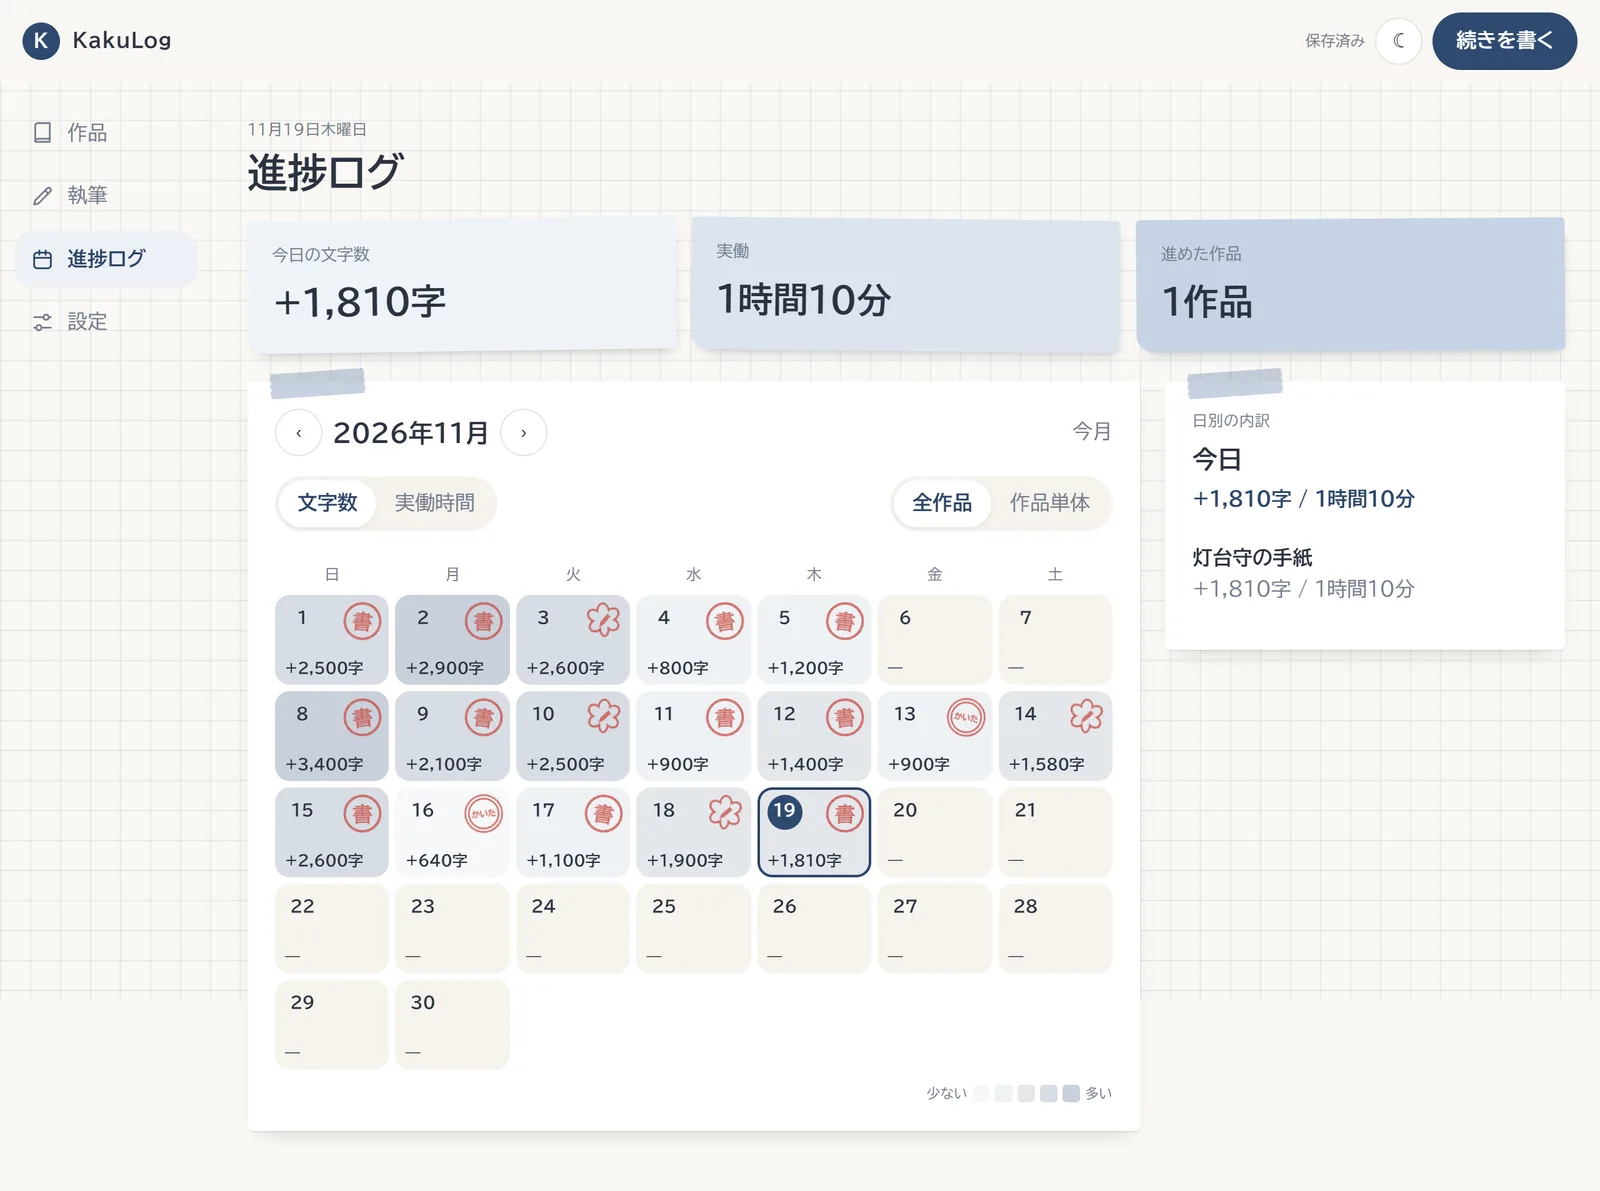 K KakuLog
保存済み
続きを書く
作品
執筆
進捗ログ
設定
11月19日木曜日
進捗ログ
今日の文字数
+1,810字
実働
1時間10分
進めた作品
1作品
‹ 2026年11月 ›
今月
文字数 実働時間
全作品 作品単体
日 月 火 水 木 金 土
1 書 2 書 3 4 書 5 書 6 7
+2,500字 +2,900字 +2,600字 +800字 +1,200字 — —
8 書 9 書 10 11 書 12 書 13 かいた 14
+3,400字 +2,100字 +2,500字 +900字 +1,400字 +900字 +1,580字
15 書 16 かいた 17 書 18 19 書 20 21
+2,600字 +640字 +1,100字 +1,900字 +1,810字 — —
22 23 24 25 26 27 28
— — — — — — —
29 30
— —
少ない 多い
日別の内訳
今日
+1,810字 / 1時間10分
灯台守の手紙
+1,810字 / 1時間10分